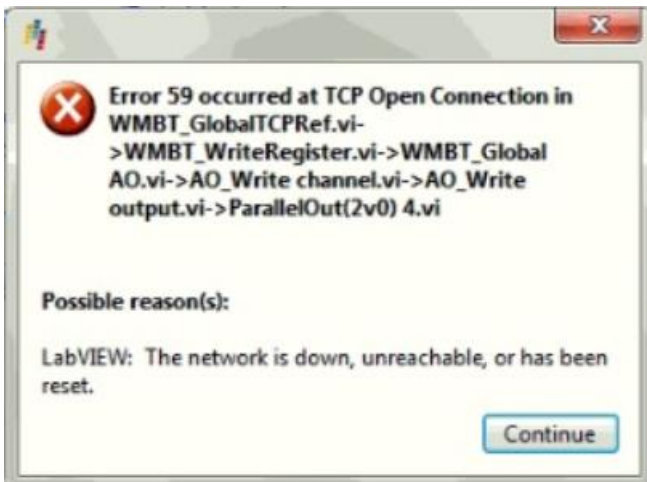 Error 59 occurred at TCP Open Connection in
WMBT_GlobalTCPRef.vi-
>WMBT_WriteRegister.vi->WMBT_Global
AO.vi->AO_Write channel.vi->AO_Write
output.vi->ParallelOut(2v0) 4.vi
Possible reason(s):
LabVIEW: The network is down, unreachable, or has been
reset.
Continue